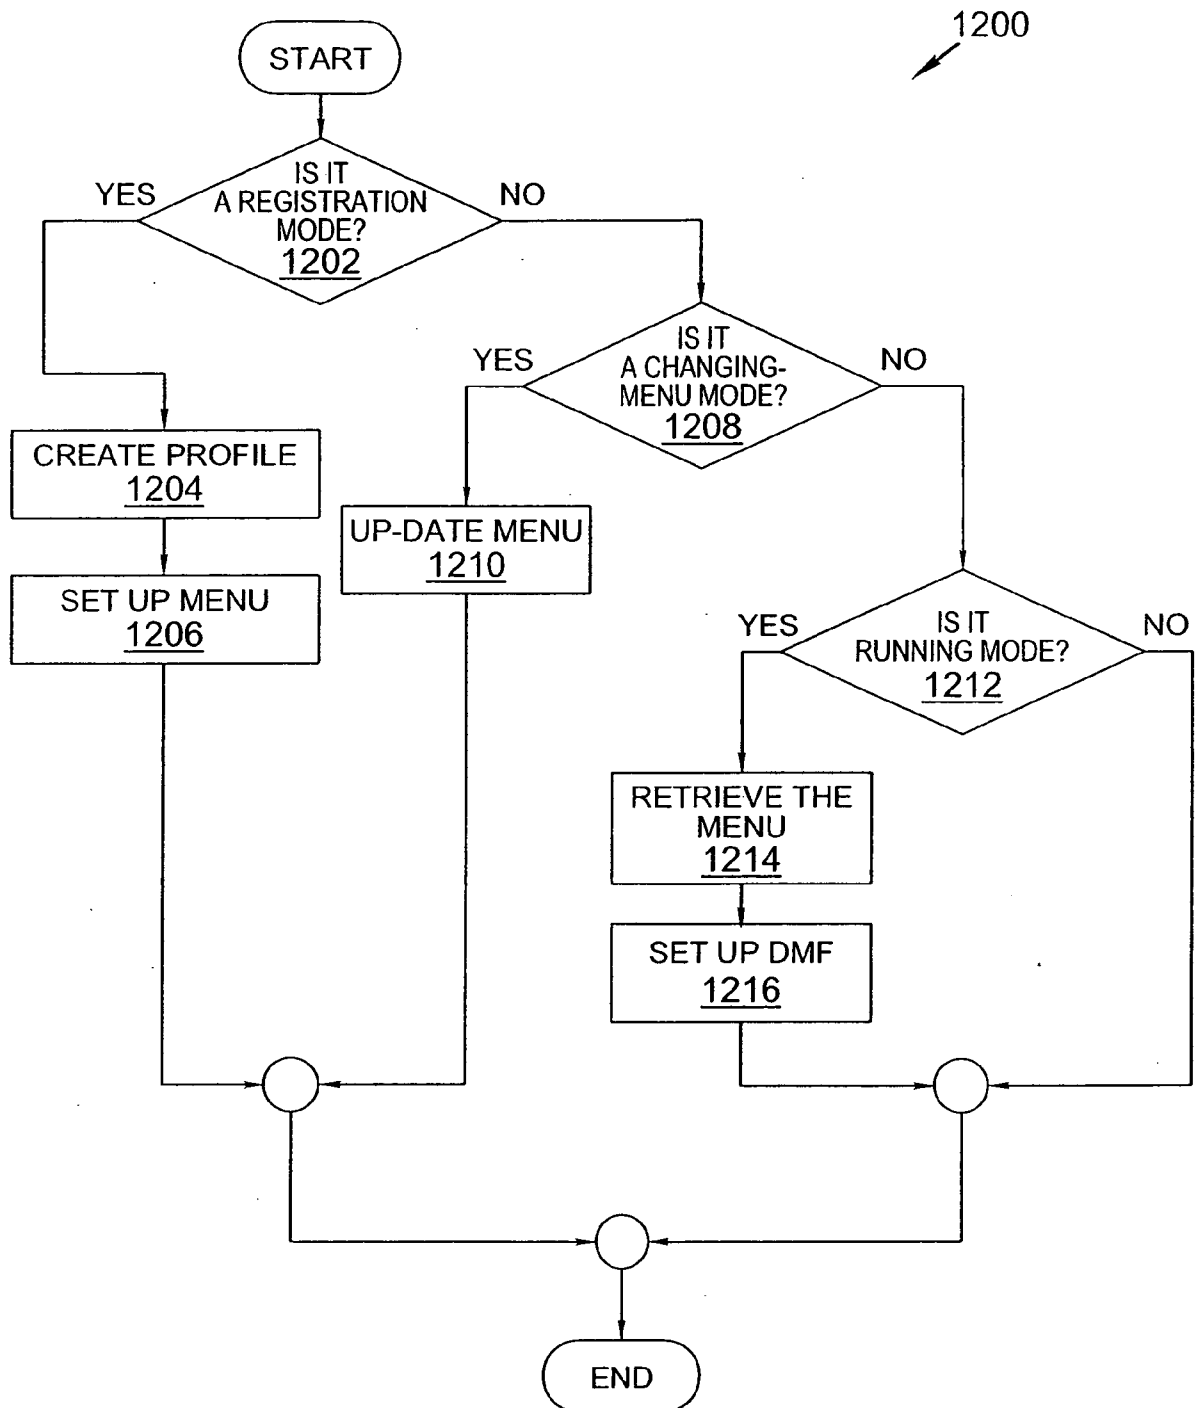 1200
START
IS IT
A REGISTRATION
MODE?
1202
YES
NO
IS IT
A CHANGING-
MENU MODE?
1208
YES
NO
CREATE PROFILE
1204
SET UP MENU
1206
UP-DATE MENU
1210
IS IT
RUNNING MODE?
1212
YES
NO
RETRIEVE THE
MENU
1214
SET UP DMF
1216
END